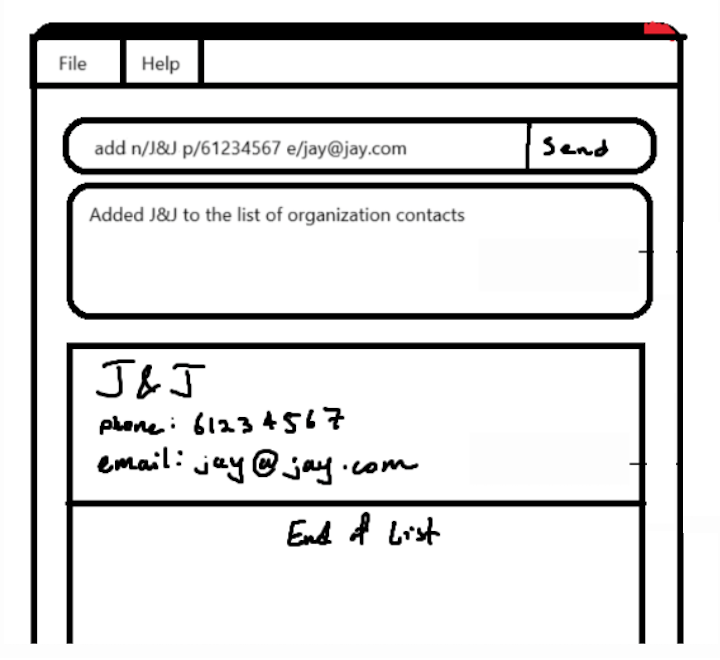 File Help
add n/J&J p/61234567 e/jay@jay.com Send
Added J&J to the list of organization contacts
J & J
phone: 61234567
email: jay@jay.com
End of List